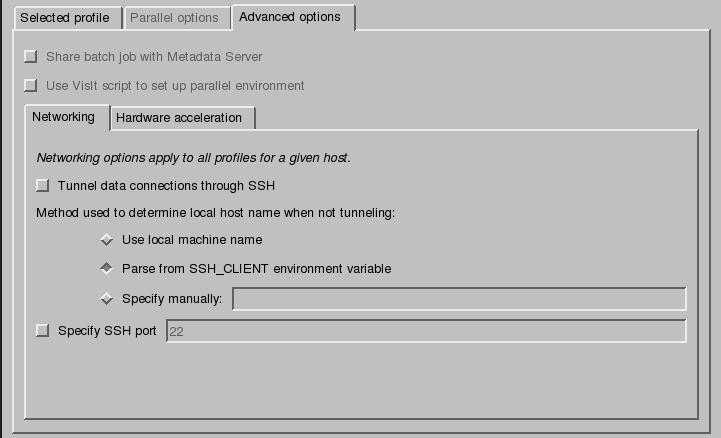 Selected profile Parallel options Advanced options
Share batch job with Metadata Server
Use VisIt script to set up parallel environment
Networking Hardware acceleration
Networking options apply to all profiles for a given host.
Tunnel data connections through SSH
Method used to determine local host name when not tunneling:
Use local machine name
Parse from SSH_CLIENT environment variable
Specify manually:
Specify SSH port 22